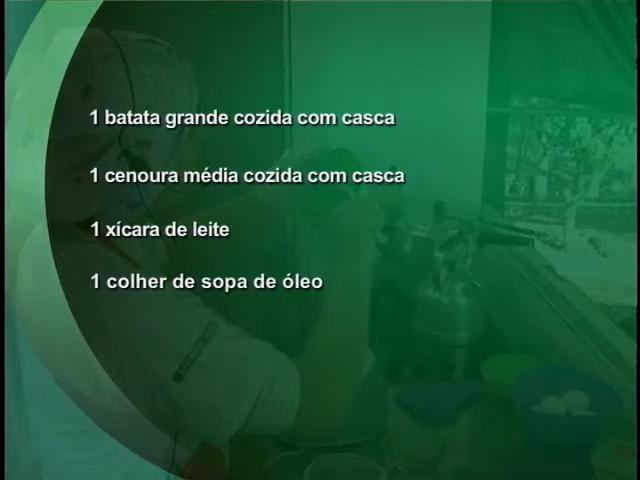 1 batata grande cozida com casca
1 cenoura média cozida com casca
1 xícara de leite
1 colher de sopa de óleo